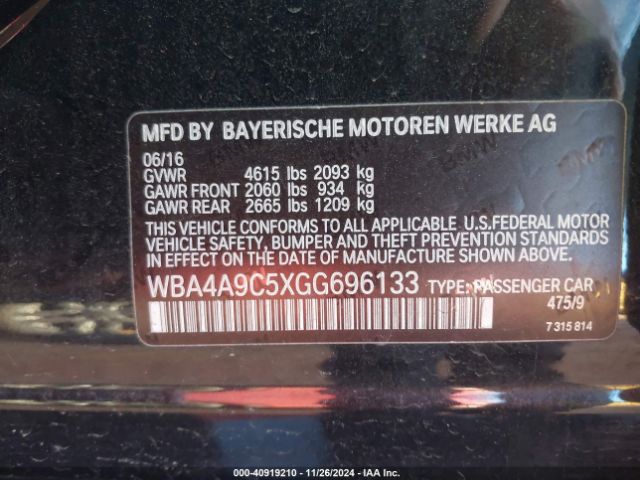 MFD BY BAYERISCHE MOTOREN WERKE AG
06/16
GVWR 4615 lbs 2093 kg
GAWR FRONT 2060 lbs 934 kg
GAWR REAR 2665 lbs 1209 kg
THIS VEHICLE CONFORMS TO ALL APPLICABLE U.S.FEDERAL MOTOR
VEHICLE SAFETY, BUMPER AND THEFT PREVENTION STANDARDS
IN EFFECT ON THE DATE OF MANUFACTURE SHOWN ABOVE.
WBA4A9C5XGG696133 TYPE: PASSENGER CAR
475/9
7 315 814
000-40919210 - 11/26/2024 - IAA Inc.